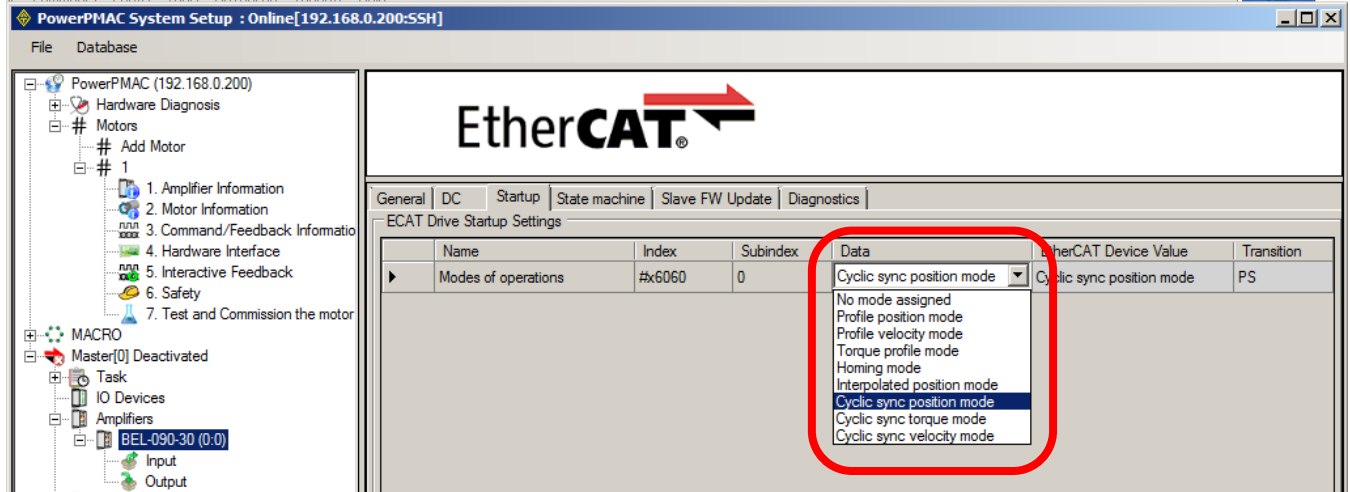 PowerPMAC System Setup : Online[192.168.0.200:SSH]
File Database
PowerPMAC (192.168.0.200)
Hardware Diagnosis
# Motors
# Add Motor
# 1
1. Amplifier Information
2. Motor Information
3. Command/Feedback Informatio
4. Hardware Interface
5. Interactive Feedback
6. Safety
7. Test and Commission the motor
MACRO
Master[0] Deactivated
Task
IO Devices
Amplifiers
BEL-090-30 (0:0)
Input
Output
EtherCAT®
General DC Startup State machine Slave FW Update Diagnostics
ECAT Drive Startup Settings
Name Index Subindex Data EtherCAT Device Value Transition
Modes of operations #x6060 0 Cyclic sync position mode Cyclic sync position mode PS
No mode assigned
Profile position mode
Profile velocity mode
Torque profile mode
Homing mode
Interpolated position mode
Cyclic sync position mode
Cyclic sync torque mode
Cyclic sync velocity mode